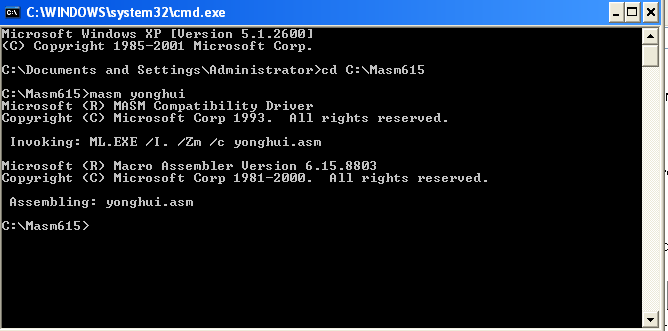 C:\WINDOWS\system32\cmd.exe
Microsoft Windows XP [Version 5.1.2600]
(C) Copyright 1985-2001 Microsoft Corp.
C:\Documents and Settings\Administrator>cd C:\Masm615
C:\Masm615>masm yonghui
Microsoft (R) MASM Compatibility Driver
Copyright (C) Microsoft Corp 1993.  All rights reserved.
Invoking: ML.EXE /I. /Zm /c yonghui.asm
Microsoft (R) Macro Assembler Version 6.15.8803
Copyright (C) Microsoft Corp 1981-2000.  All rights reserved.
Assembling: yonghui.asm
C:\Masm615>